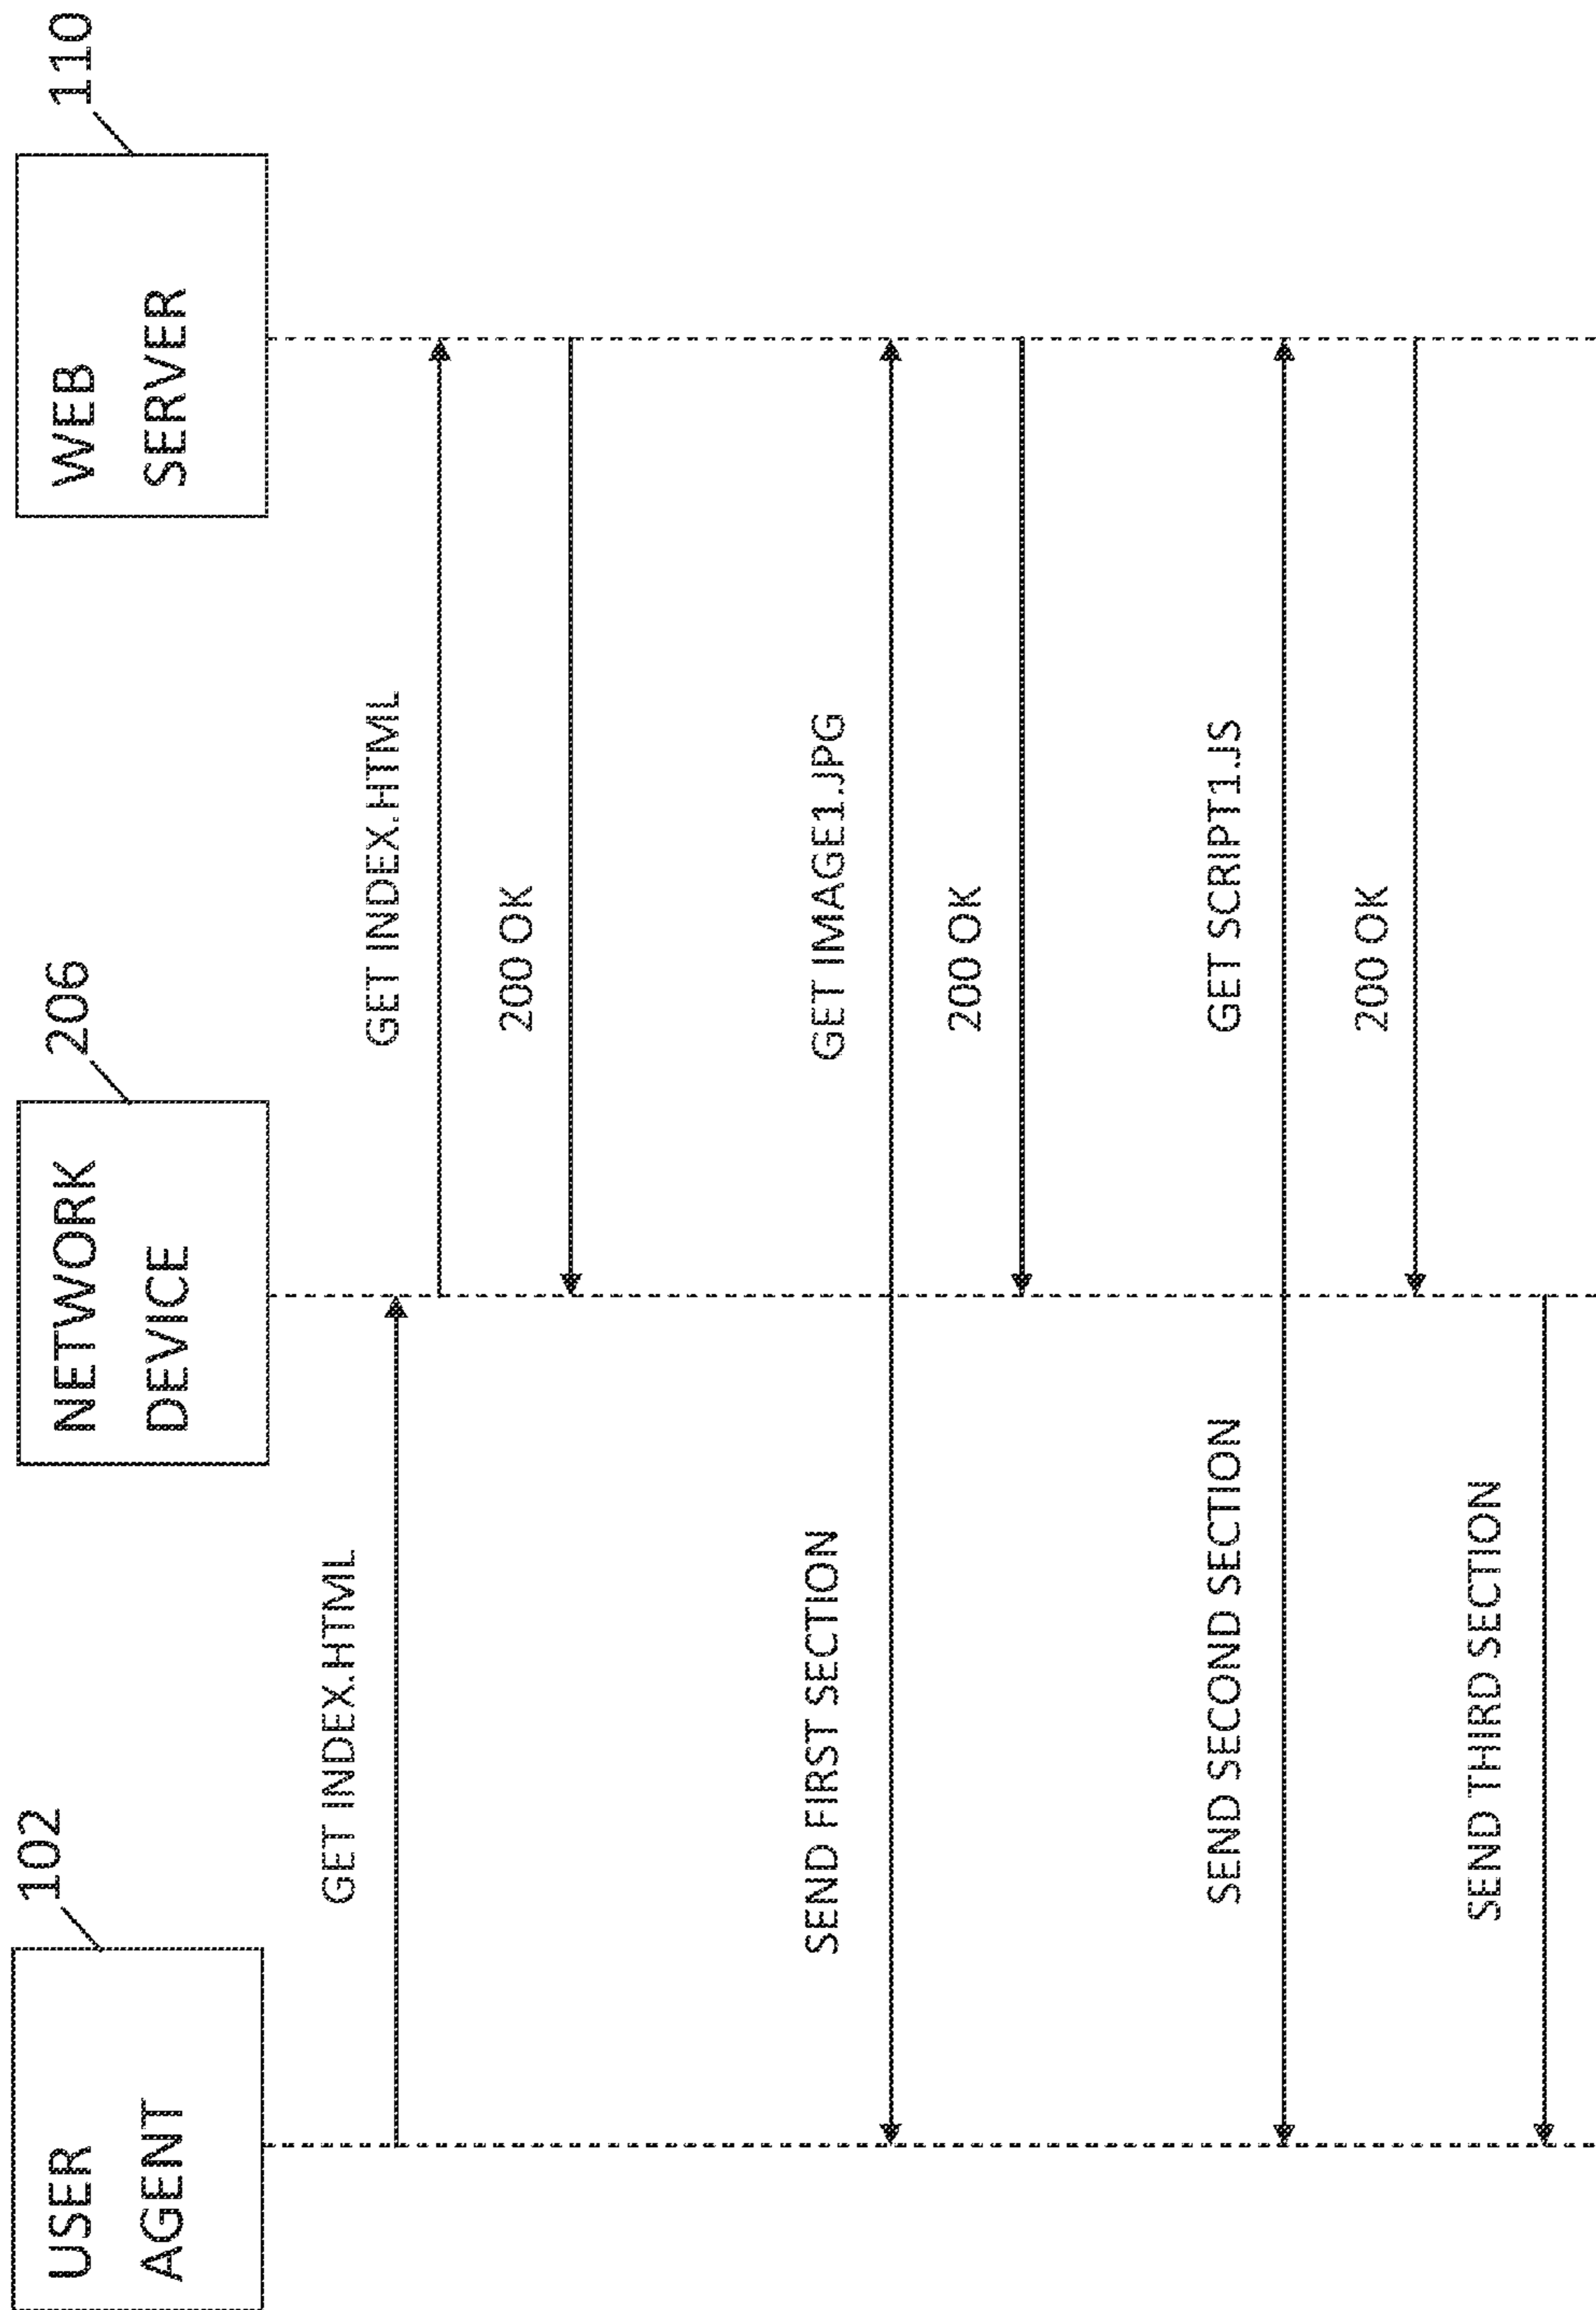 102
USER
AGENT
206
NETWORK
DEVICE
110
WEB
SERVER
GET INDEX.HTML
GET INDEX.HTML
200 OK
SEND FIRST SECTION
GET IMAGE1.JPG
200 OK
SEND SECOND SECTION
GET SCRIPT1.JS
200 OK
SEND THIRD SECTION